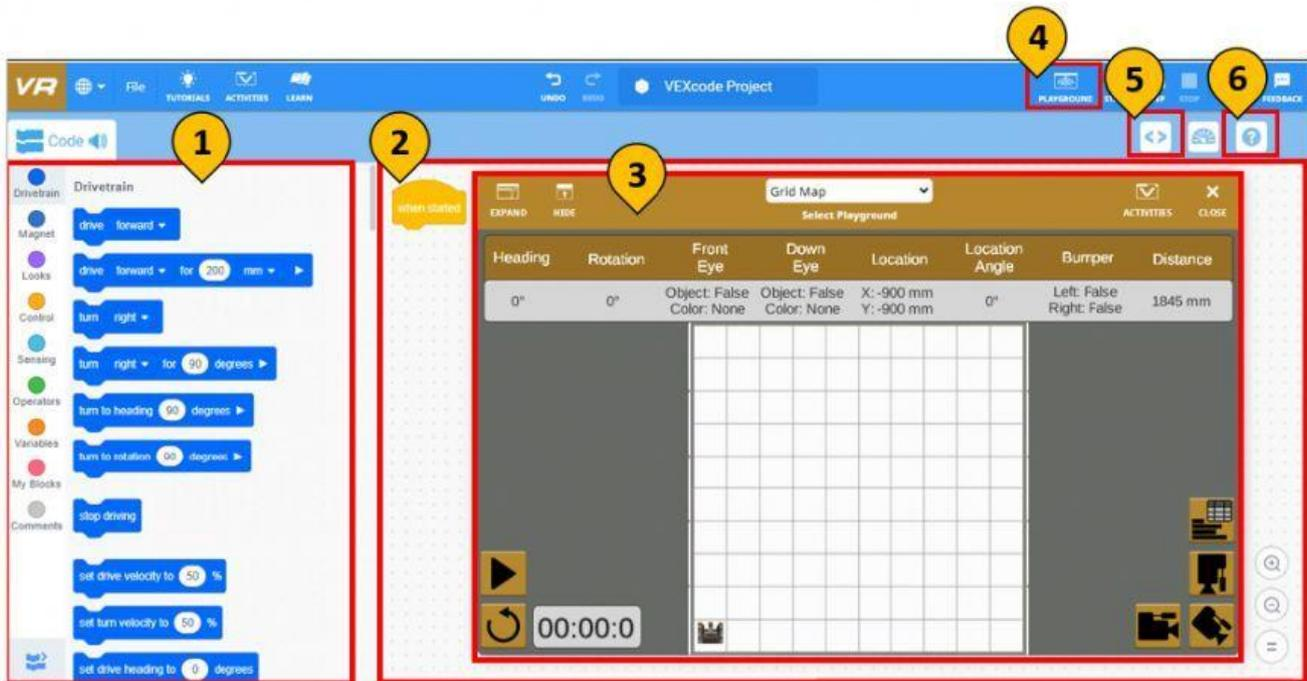 4
5
6
VR
File
TUTORIALS
ACTIVITIES
LEARN
UNDO
REDO
VEXcode Project
PLAYGROUND
STOP
FEEDBACK
Code
1
2
3
<>
?
Drivetrain
Magnet
Looks
Control
Sensing
Operators
Variables
My Blocks
Comments
Drivetrain
drive forward
drive forward for 200 mm
turn right
turn right for 90 degrees
turn to heading 90 degrees
turn to rotation 90 degrees
stop driving
set drive velocity to 50 %
set turn velocity to 50 %
set drive heading to 0 degrees
when started
EXPAND
HIDE
Grid Map
Select Playground
ACTIVITIES
CLOSE
Heading Rotation Front Eye Down Eye Location Location Angle Bumper Distance
0° 0° Object: False Object: False X: -900 mm 0° Left: False 1845 mm
Color: None Color: None Y: -900 mm Right: False
00:00:0